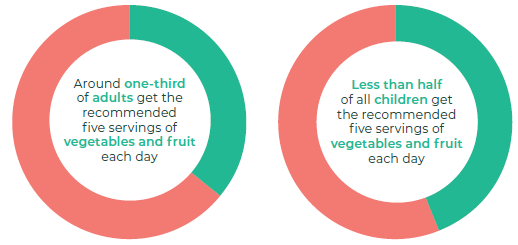 Around one-third
of adults get the
recommended
five servings of
vegetables and fruit
each day
Less than half
of all children get
the recommended
five servings of
vegetables and fruit
each day